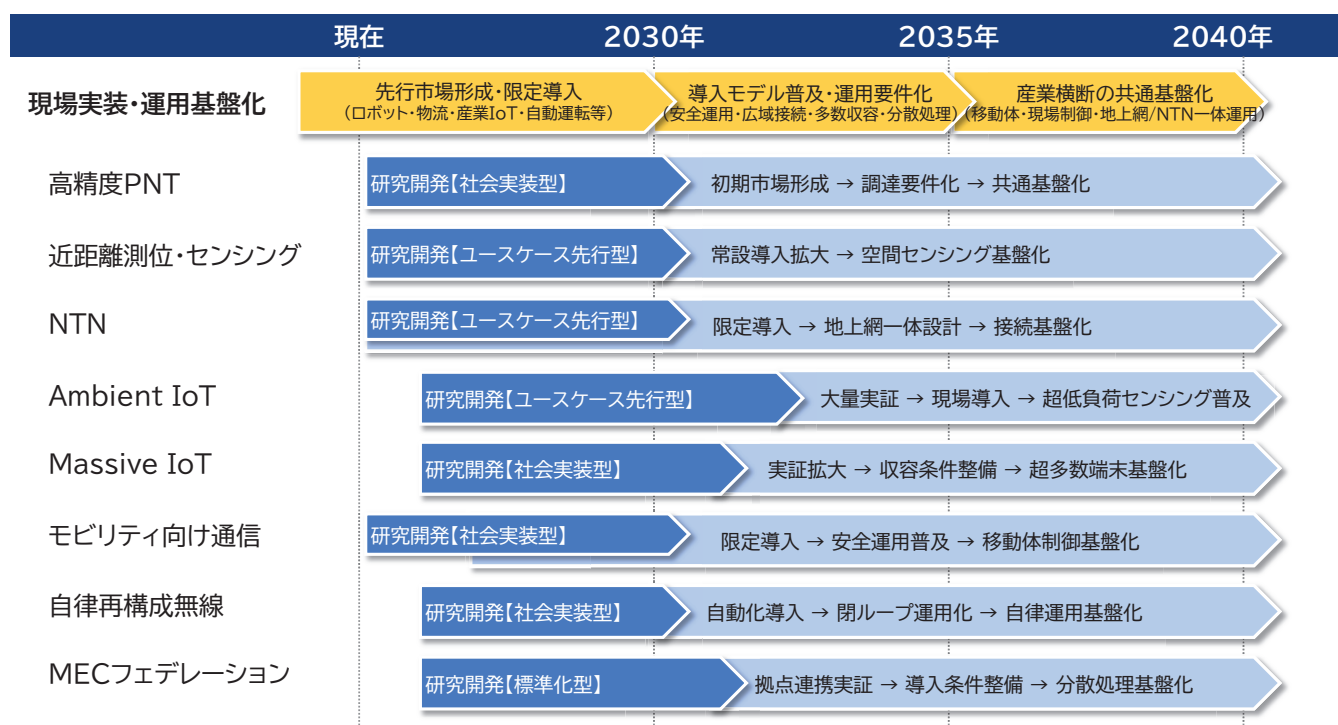 現在 2030年 2035年 2040年
現場実装・運用基盤化
先行市場形成・限定導入
(ロボット・物流・産業IoT・自動運転等)
導入モデル普及・運用要件化
(安全運用・広域接続・多数収容・分散処理)
産業横断の共通基盤化
(移動体・現場制御・地上網/NTN一体運用)
高精度PNT
研究開発【社会実装型】
初期市場形成 → 調達要件化 → 共通基盤化
近距離測位・センシング
研究開発【ユースケース先行型】
常設導入拡大 → 空間センシング基盤化
NTN
研究開発【ユースケース先行型】
限定導入 → 地上網一体設計 → 接続基盤化
Ambient IoT
研究開発【ユースケース先行型】
大量実証 → 現場導入 → 超低負荷センシング普及
Massive IoT
研究開発【社会実装型】
実証拡大 → 収容条件整備 → 超多数端末基盤化
モビリティ向け通信
研究開発【社会実装型】
限定導入 → 安全運用普及 → 移動体制御基盤化
自律再構成無線
研究開発【社会実装型】
自動化導入 → 閉ループ運用化 → 自律運用基盤化
MECフェデレーション
研究開発【標準化型】
拠点連携実証 → 導入条件整備 → 分散処理基盤化